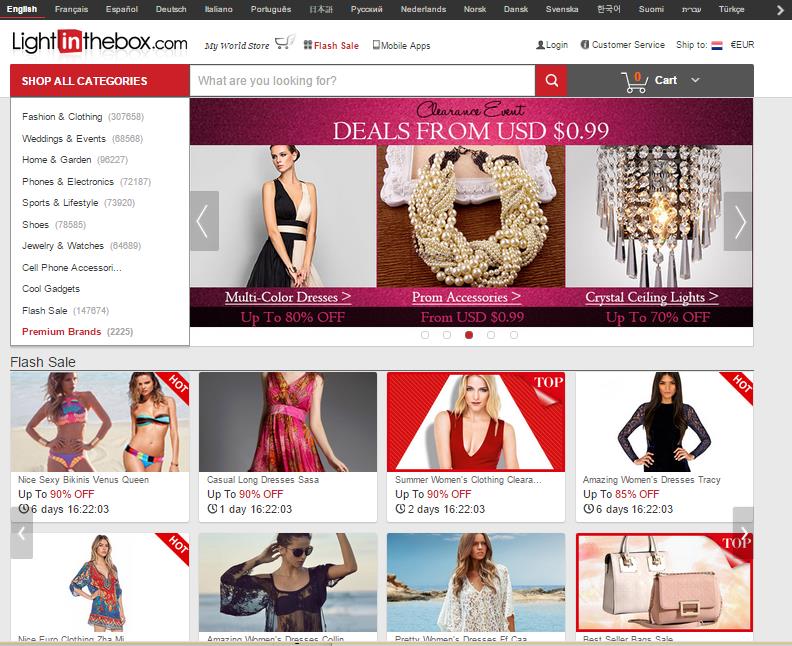 English Français Español Deutsch Italiano Português 日本語 Русский Nederlands Norsk Dansk Svenska 한국어 Suomi עברית Türkçe
Lightinthebox.com My World Store Flash Sale Mobile Apps Login Customer Service Ship to: €EUR
SHOP ALL CATEGORIES What are you looking for? 0 Cart
Fashion & Clothing (307658)
Weddings & Events (68568)
Home & Garden (96227)
Phones & Electronics (72187)
Sports & Lifestyle (73920)
Shoes (78585)
Jewelry & Watches (64689)
Cell Phone Accessori...
Cool Gadgets
Flash Sale (147674)
Premium Brands (2225)
Clearance Event
DEALS FROM USD $0.99
Multi-Color Dresses > Prom Accessories > Crystal Ceiling Lights >
Up To 80% OFF From USD $0.99 Up To 70% OFF
Flash Sale
HOT TOP HOT
Nice Sexy Bikinis Venus Queen Casual Long Dresses Sasa Summer Women's Clothing Cleara... Amazing Women's Dresses Tracy
Up To 90% OFF Up To 90% OFF Up To 90% OFF Up To 85% OFF
6 days 16:22:03 1 day 16:22:03 2 days 16:22:03 6 days 16:22:03
HOT TOP
Nice Euro Clothing Zha Mi Amazing Women's Dresses Collin Pretty Women's Dresses Ff Caa Best Seller Bags Sale